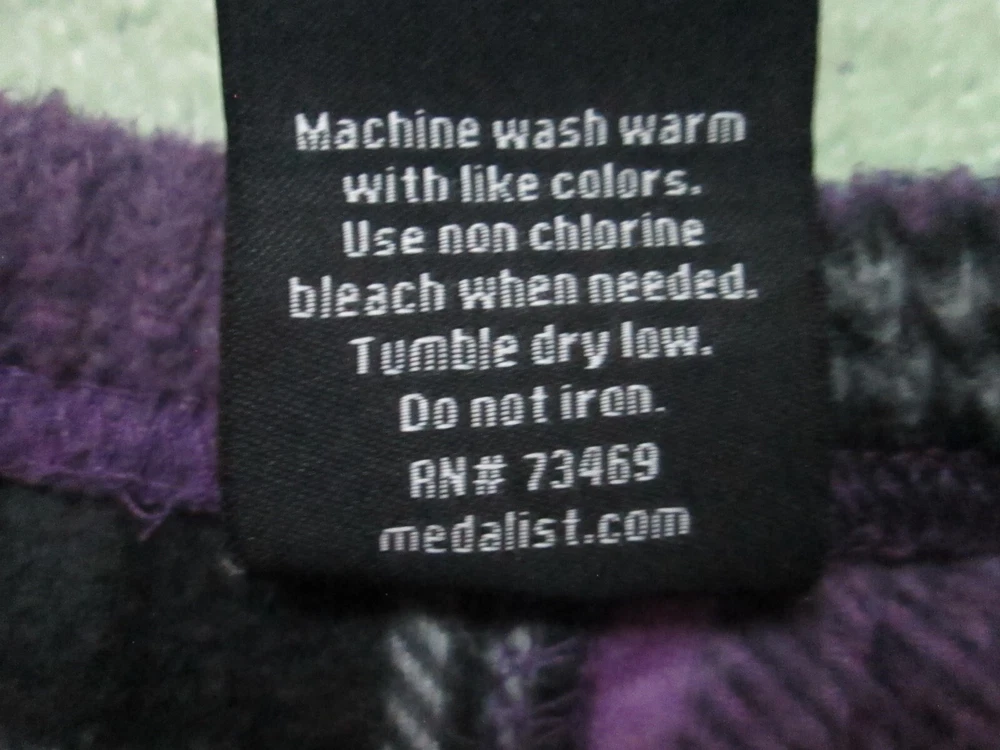 Machine wash warm
with like colors.
Use non chlorine
bleach when needed.
Tumble dry low.
Do not iron.
RN# 73469
medalist.com